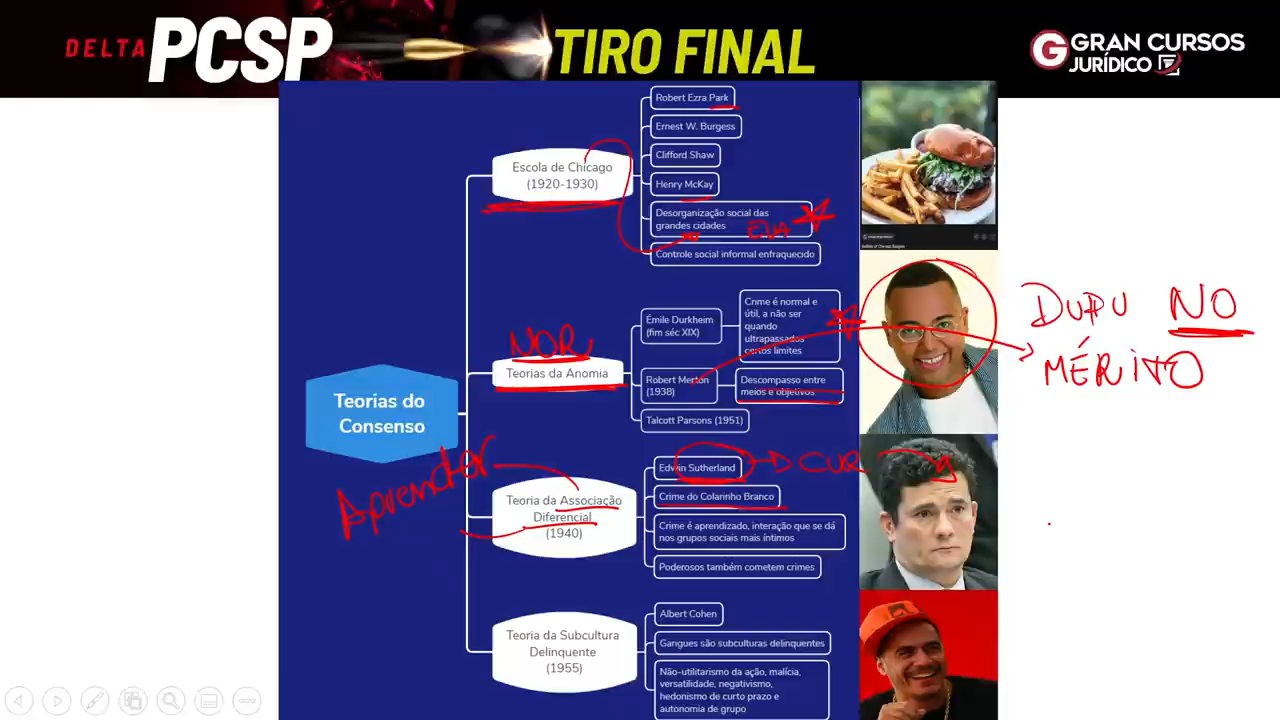 DELTA PCSP
TIRO FINAL
GRAN CURSOS
JURÍDICO
Teorias do
Consenso
Escola de Chicago
(1920-1930)
Robert Ezra Park
Ernest W. Burgess
Clifford Shaw
Henry McKay
Desorganização social das
grandes cidades
Controle social informal enfraquecido
NOR
Teorias da Anomia
Émile Durkheim
(fim séc XIX)
Crime é normal e
útil, a não ser
quando
ultrapassados
certos limites
Robert Merton
(1938)
Descompasso entre
meios e objetivos
Talcott Parsons (1951)
NO
MÉRITO
Aprender
Teoria da Associação
Diferencial
(1940)
Edwin Sutherland
Crime do Colarinho Branco
Crime é aprendizado, interação que se dá
nos grupos sociais mais íntimos
Poderosos também cometem crimes
Teoria da Subcultura
Delinquente
(1955)
Albert Cohen
Gangues são subculturas delinquentes
Não-utilitarismo da ação, malícia,
versatilidade, negativismo,
hedonismo de curto prazo e
autonomia de grupo